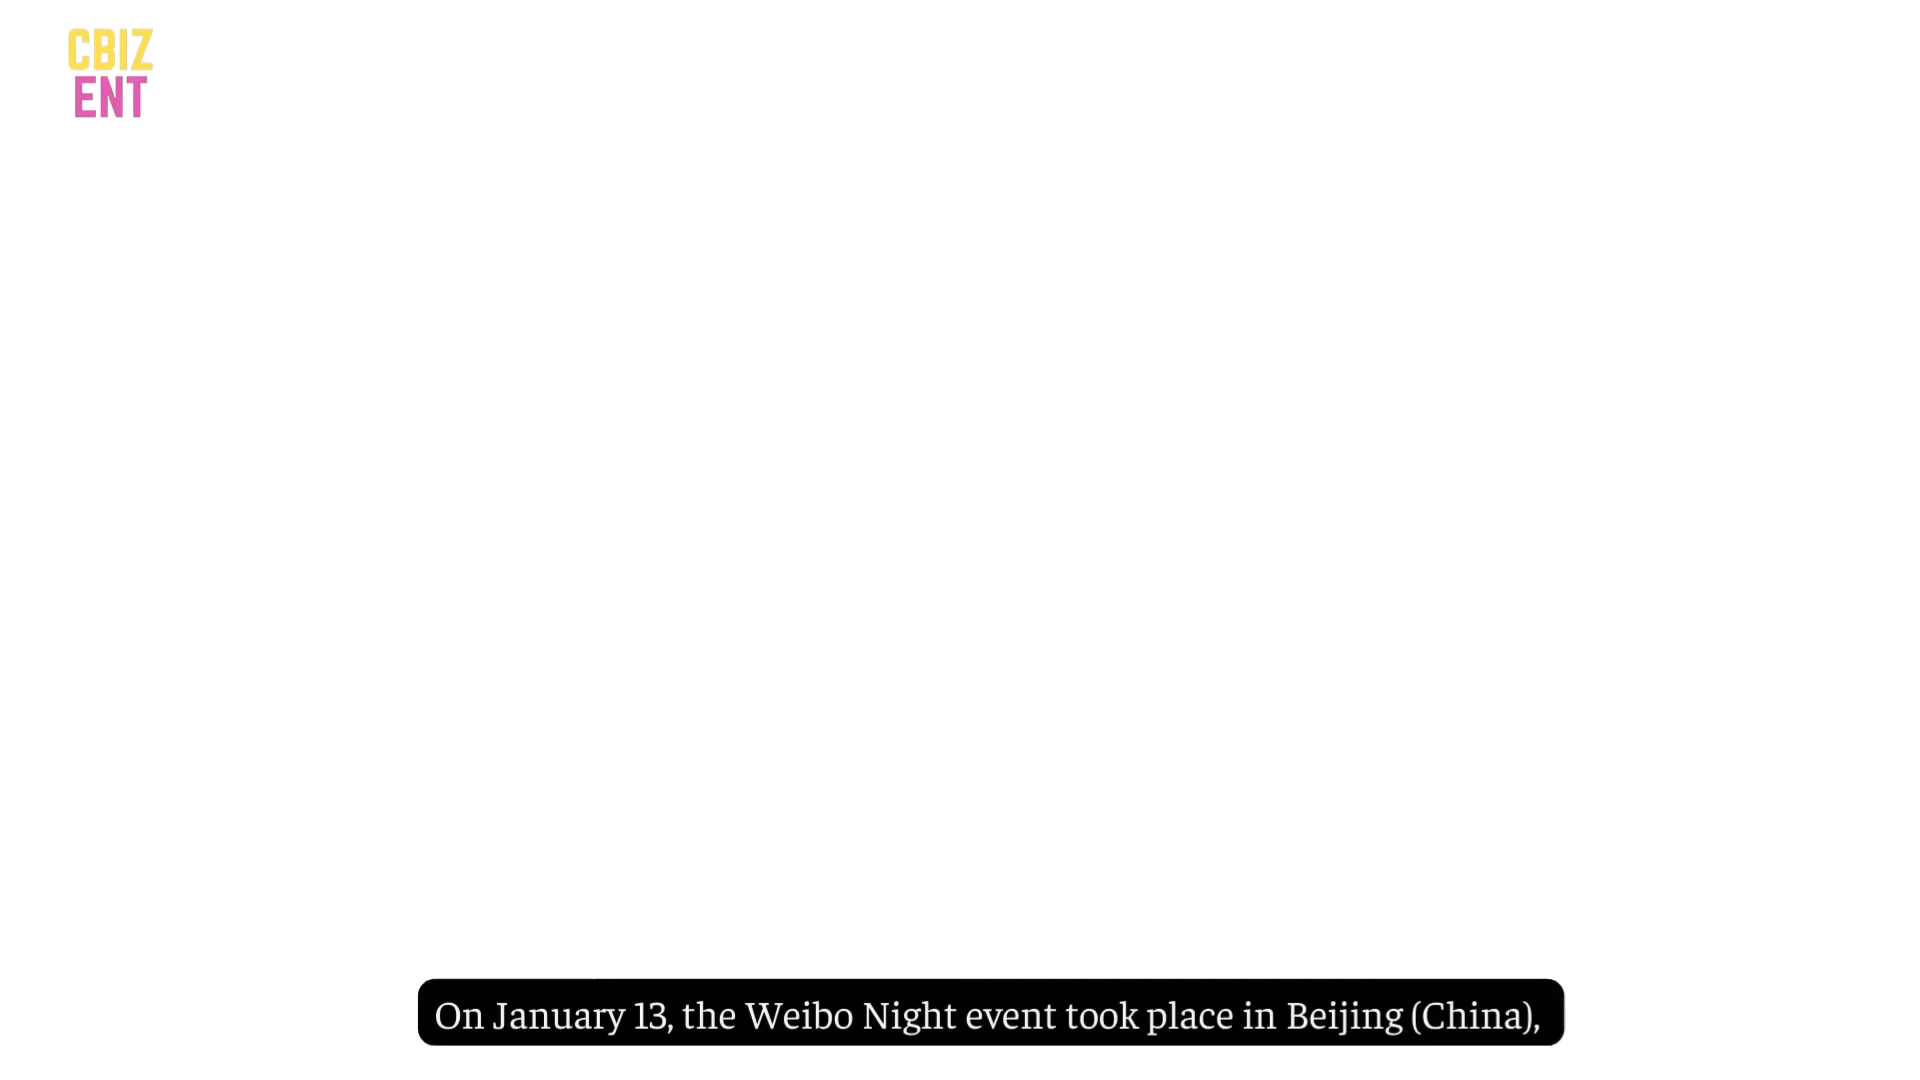 CBIZ
ENT
On January 13, the Weibo Night event took place in Beijing (China),